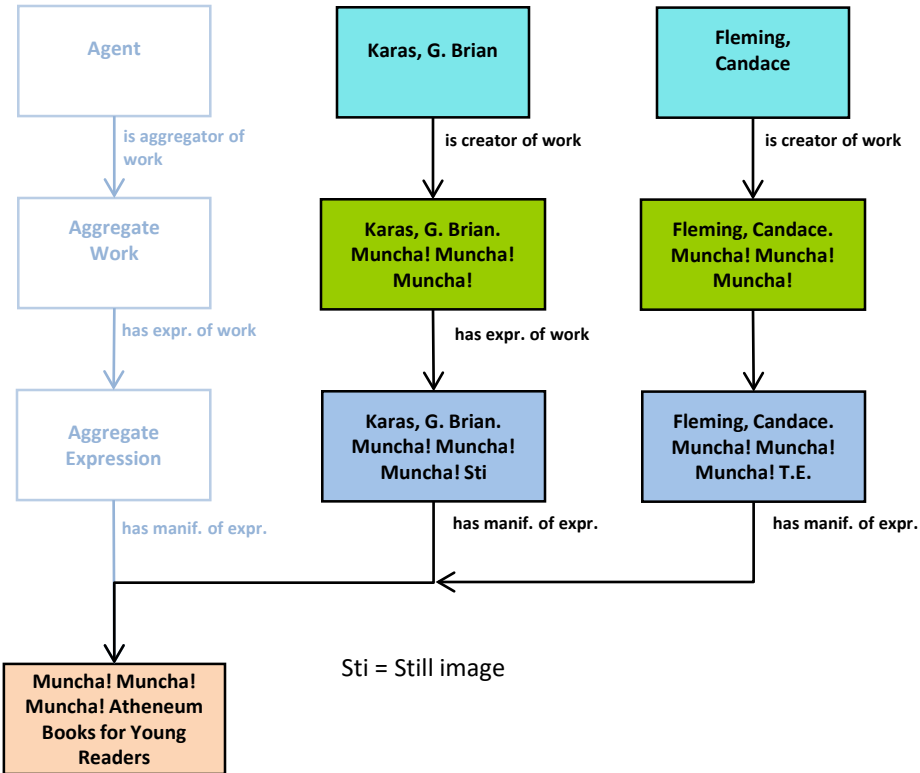 Agent
Karas, G. Brian
Fleming,
Candace
is aggregator of
work
is creator of work
is creator of work
Aggregate
Work
Karas, G. Brian.
Muncha! Muncha!
Muncha!
Fleming, Candace.
Muncha! Muncha!
Muncha!
has expr. of work
has expr. of work
Aggregate
Expression
Karas, G. Brian.
Muncha! Muncha!
Muncha! Sti
Fleming, Candace.
Muncha! Muncha!
Muncha! T.E.
has manif. of expr.
has manif. of expr.
has manif. of expr.
Sti = Still image
Muncha! Muncha!
Muncha! Atheneum
Books for Young
Readers